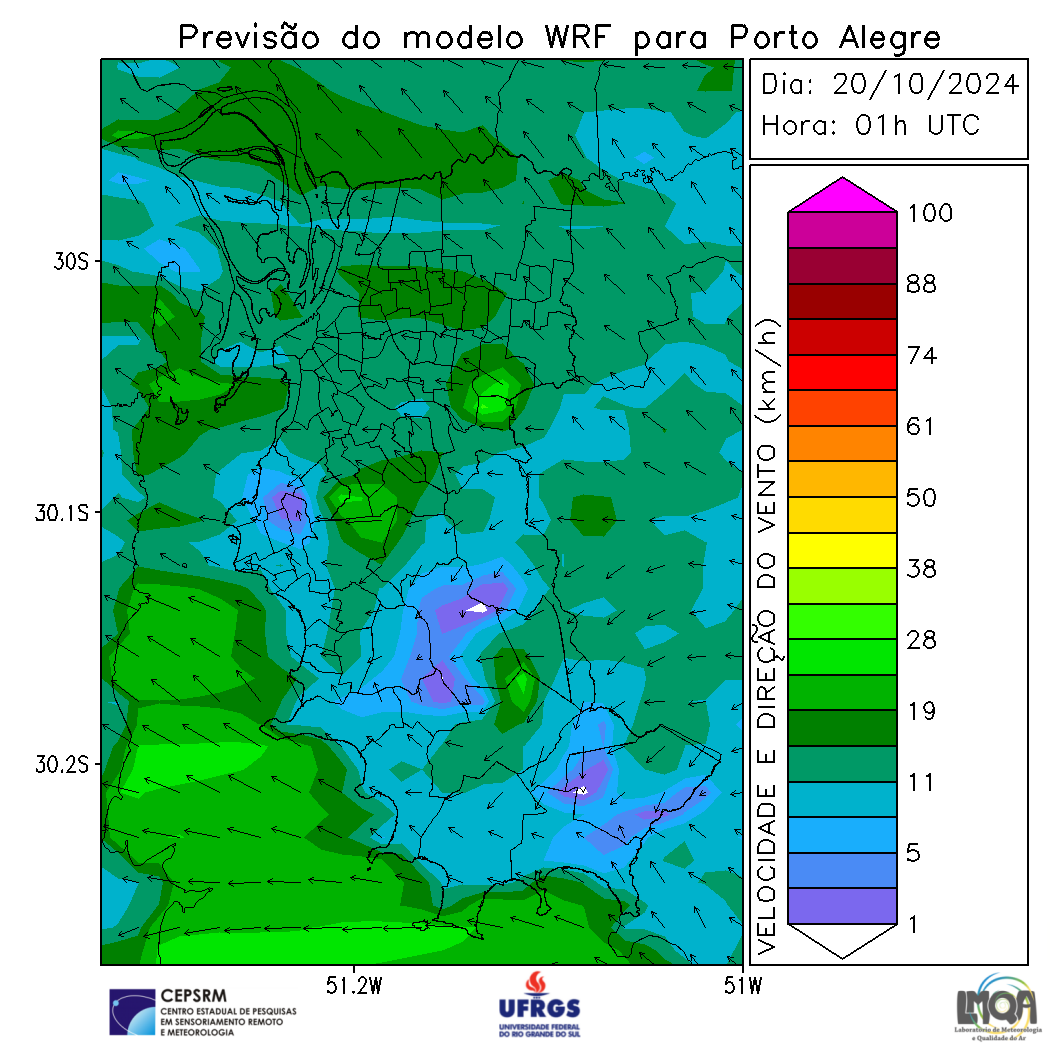 Previsão do modelo WRF para Porto Alegre
Dia: 20/10/2024
Hora: 01h UTC
30S
30.1S
30.2S
51.2W
51W
VELOCIDADE E DIREÇÃO DO VENTO (km/h)
100
88
74
61
50
38
28
19
11
5
1
CEPSRM
CENTRO ESTADUAL DE PESQUISAS
EM SENSORIAMENTO REMOTO
E METEOROLOGIA
UFRGS
UNIVERSIDADE FEDERAL
DO RIO GRANDE DO SUL
LMQA
Laboratório de Meteorologia
e Qualidade do Ar